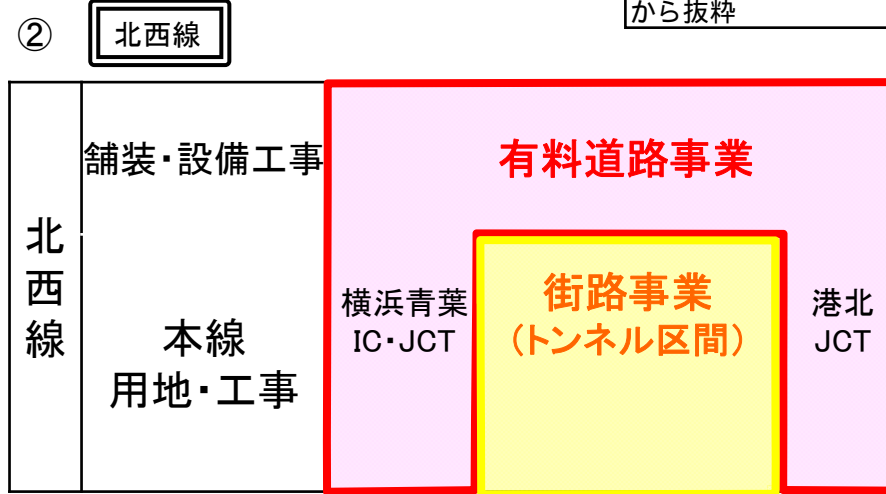 から抜粋
② 北西線
北西線
舗装・設備工事
有料道路事業
本線
用地・工事
横浜青葉
IC・JCT
街路事業
（トンネル区間）
港北
JCT